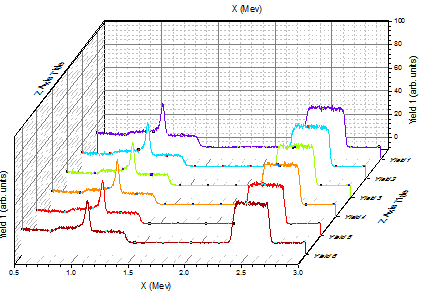 X (Mev)
100
80
60
40
20
0
Yield 1 (arb. units)
Z Axis Title
Yield 1
Yield 2
Yield 3
Yield 4
Yield 5
Yield 6
Z Axis Title
Yield 1 (arb. units)
0.5
1.0
1.5
2.0
2.5
3.0
X (Mev)